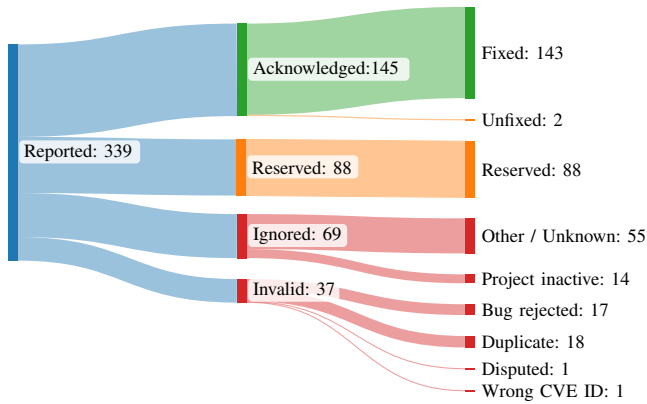 Reported: 339
Acknowledged:145
Reserved: 88
Ignored: 69
Invalid: 37
Fixed: 143
Unfixed: 2
Reserved: 88
Other / Unknown: 55
Project inactive: 14
Bug rejected: 17
Duplicate: 18
Disputed: 1
Wrong CVE ID: 1